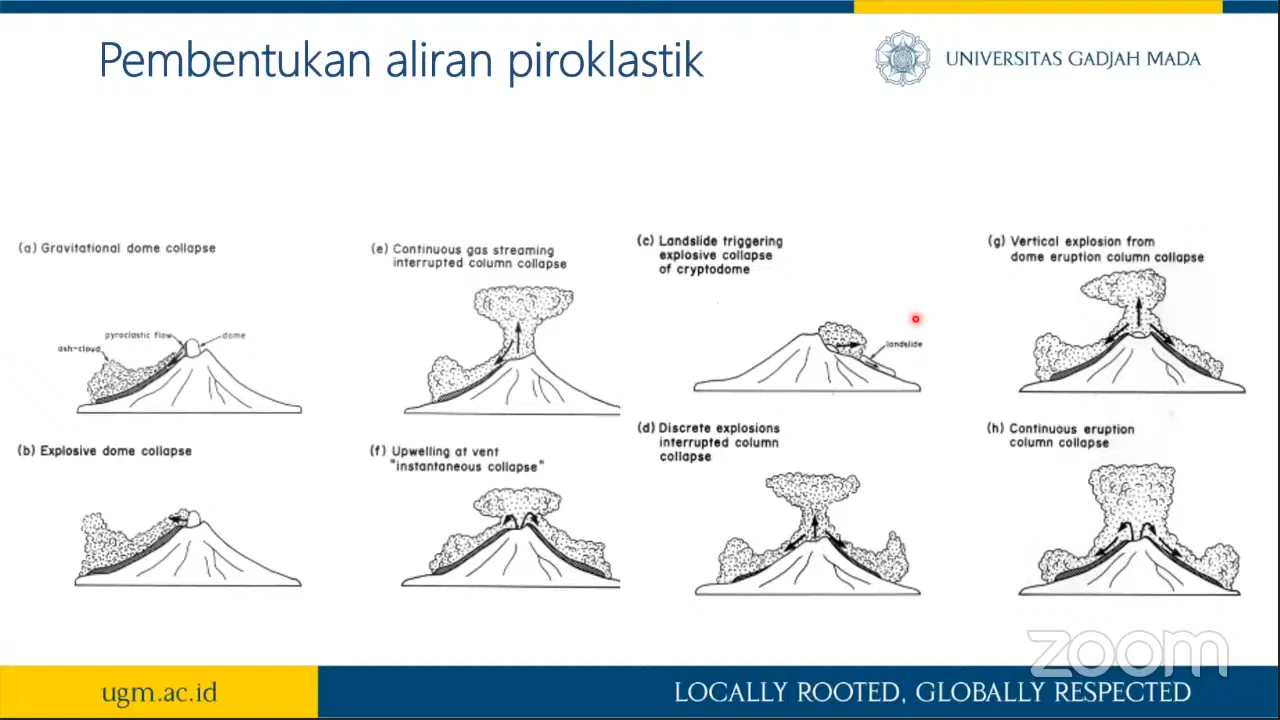 Pembentukan aliran piroklastik
UNIVERSITAS GADJAH MADA
(a) Gravitational dome collapse
pyroclastic flow
dome
ash-cloud
(e) Continuous gas streaming
interrupted column collapse
(c) Landslide triggering
explosive collapse
of cryptodome
landslide
(g) Vertical explosion from
dome eruption column collapse
(b) Explosive dome collapse
(f) Upwelling at vent
"instantaneous collapse"
(d) Discrete explosions
interrupted column
collapse
(h) Continuous eruption
column collapse
zoom
ugm.ac.id
LOCALLY ROOTED, GLOBALLY RESPECTED